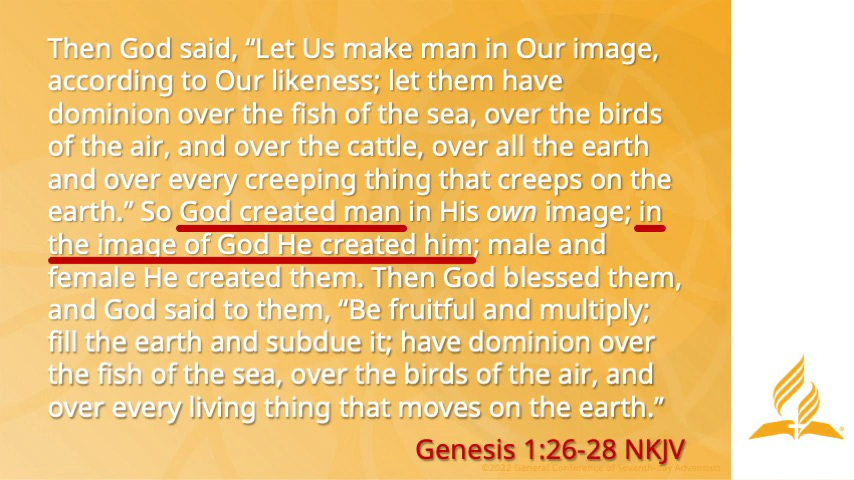 Then God said, “Let Us make man in Our image,
according to Our likeness; let them have
dominion over the fish of the sea, over the birds
of the air, and over the cattle, over all the earth
and over every creeping thing that creeps on the
earth.” So God created man in His own image; in
the image of God He created him; male and
female He created them. Then God blessed them,
and God said to them, “Be fruitful and multiply;
fill the earth and subdue it; have dominion over
the fish of the sea, over the birds of the air, and
over every living thing that moves on the earth.”
Genesis 1:26-28 NKJV
©2022 General Conference of Seventh-day Adventists